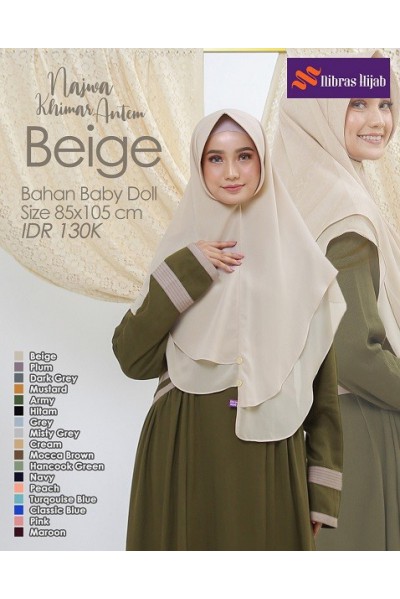 Najwa
Khimar Antem
Beige
Bahan Baby Doll
Size 85x105 cm
IDR 130K
Nibras Hijab
Beige
Plum
Dark Grey
Mustard
Army
Hitam
Grey
Misty Grey
Cream
Mocca Brown
Hancook Green
Navy
Peach
Turqouise Blue
Classic Blue
Pink
Maroon